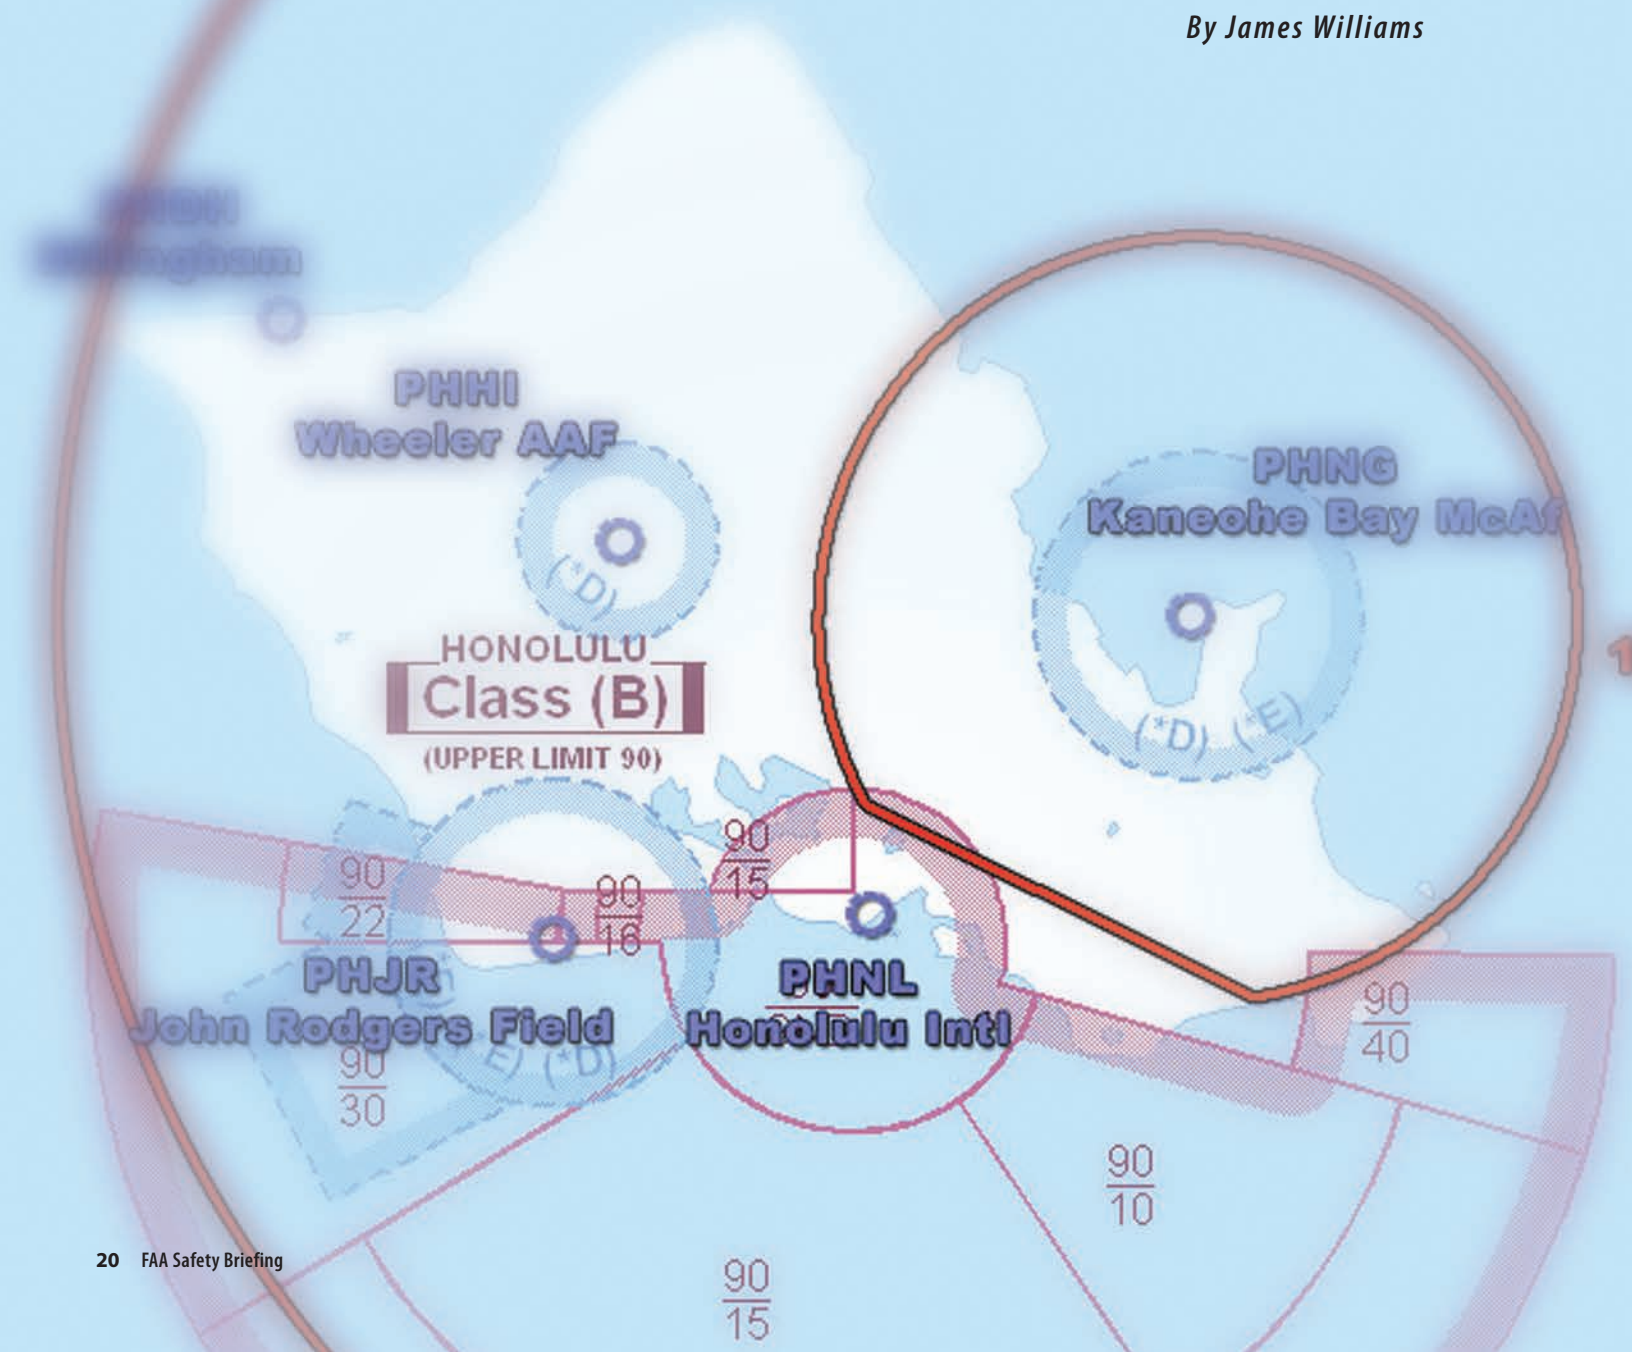 By James Williams
PHHI
Wheeler AAF
(*D)
PHNG
Kaneohe Bay McAf
(*D) (*E)
HONOLULU
Class (B)
(UPPER LIMIT 90)
90
15
90
22
90
16
PHJR
John Rodgers Field
PHNL
Honolulu Intl
E) (*D)
90
30
90
40
90
10
90
15
20 FAA Safety Briefing